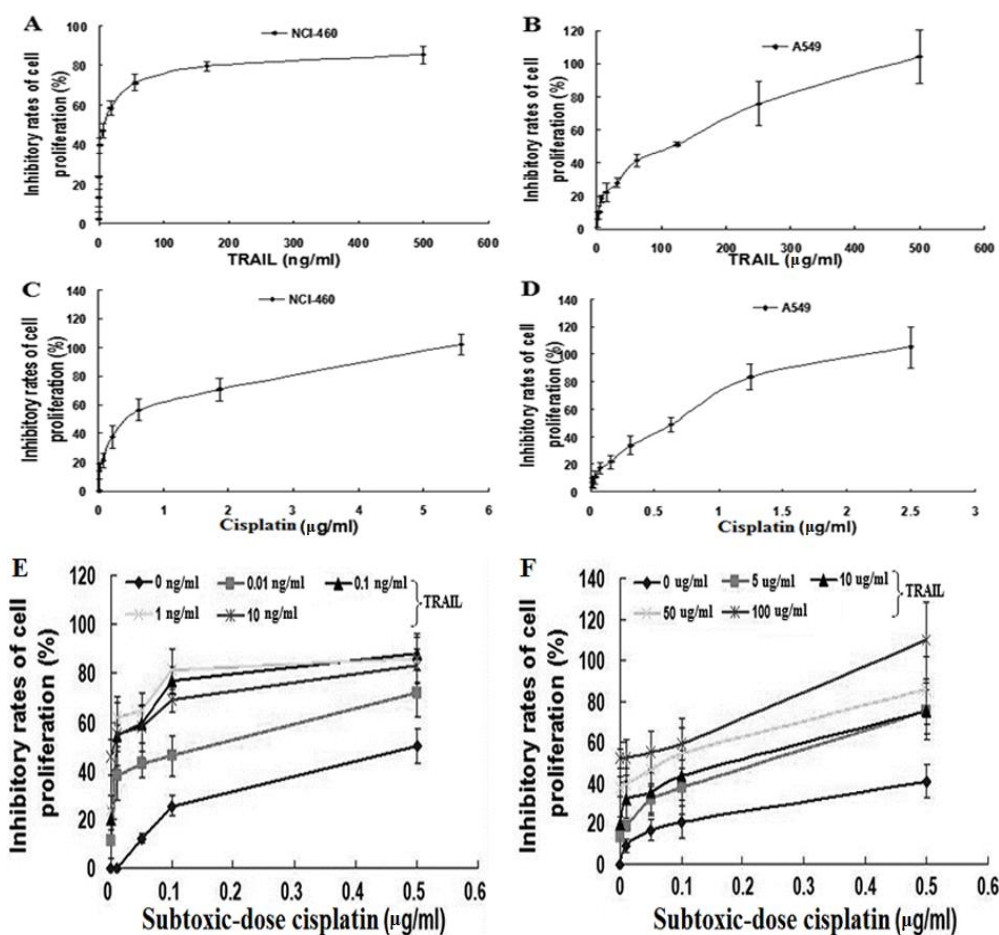 A
NCI-460
Inhibitory rates of cell
proliferation (%)
100
80
60
40
20
0
0
100
200
300
400
500
600
TRAIL (ng/ml)
B
A549
Inhibitory rates of cell
proliferation (%)
120
100
80
60
40
20
0
0
100
200
300
400
500
600
TRAIL (μg/ml)
C
NCI-460
Inhibitory rates of cell
proliferation (%)
140
120
100
80
60
40
20
0
0
1
2
3
4
5
6
Cisplatin (μg/ml)
D
A549
Inhibitory rates of cell
proliferation (%)
140
120
100
80
60
40
20
0
0
0.5
1
1.5
2
2.5
3
Cisplatin (μg/ml)
E
0 ng/ml
0.01 ng/ml
0.1 ng/ml
1 ng/ml
10 ng/ml
TRAIL
Inhibitory rates of cell
proliferation (%)
120
100
80
60
40
20
0
0
0.1
0.2
0.3
0.4
0.5
0.6
Subtoxic-dose cisplatin (μg/ml)
F
0 ug/ml
5 ug/ml
10 ug/ml
50 ug/ml
100 ug/ml
TRAIL
Inhibitory rates of cell
proliferation (%)
140
120
100
80
60
40
20
0
0
0.1
0.2
0.3
0.4
0.5
0.6
Subtoxic-dose cisplatin (μg/ml)